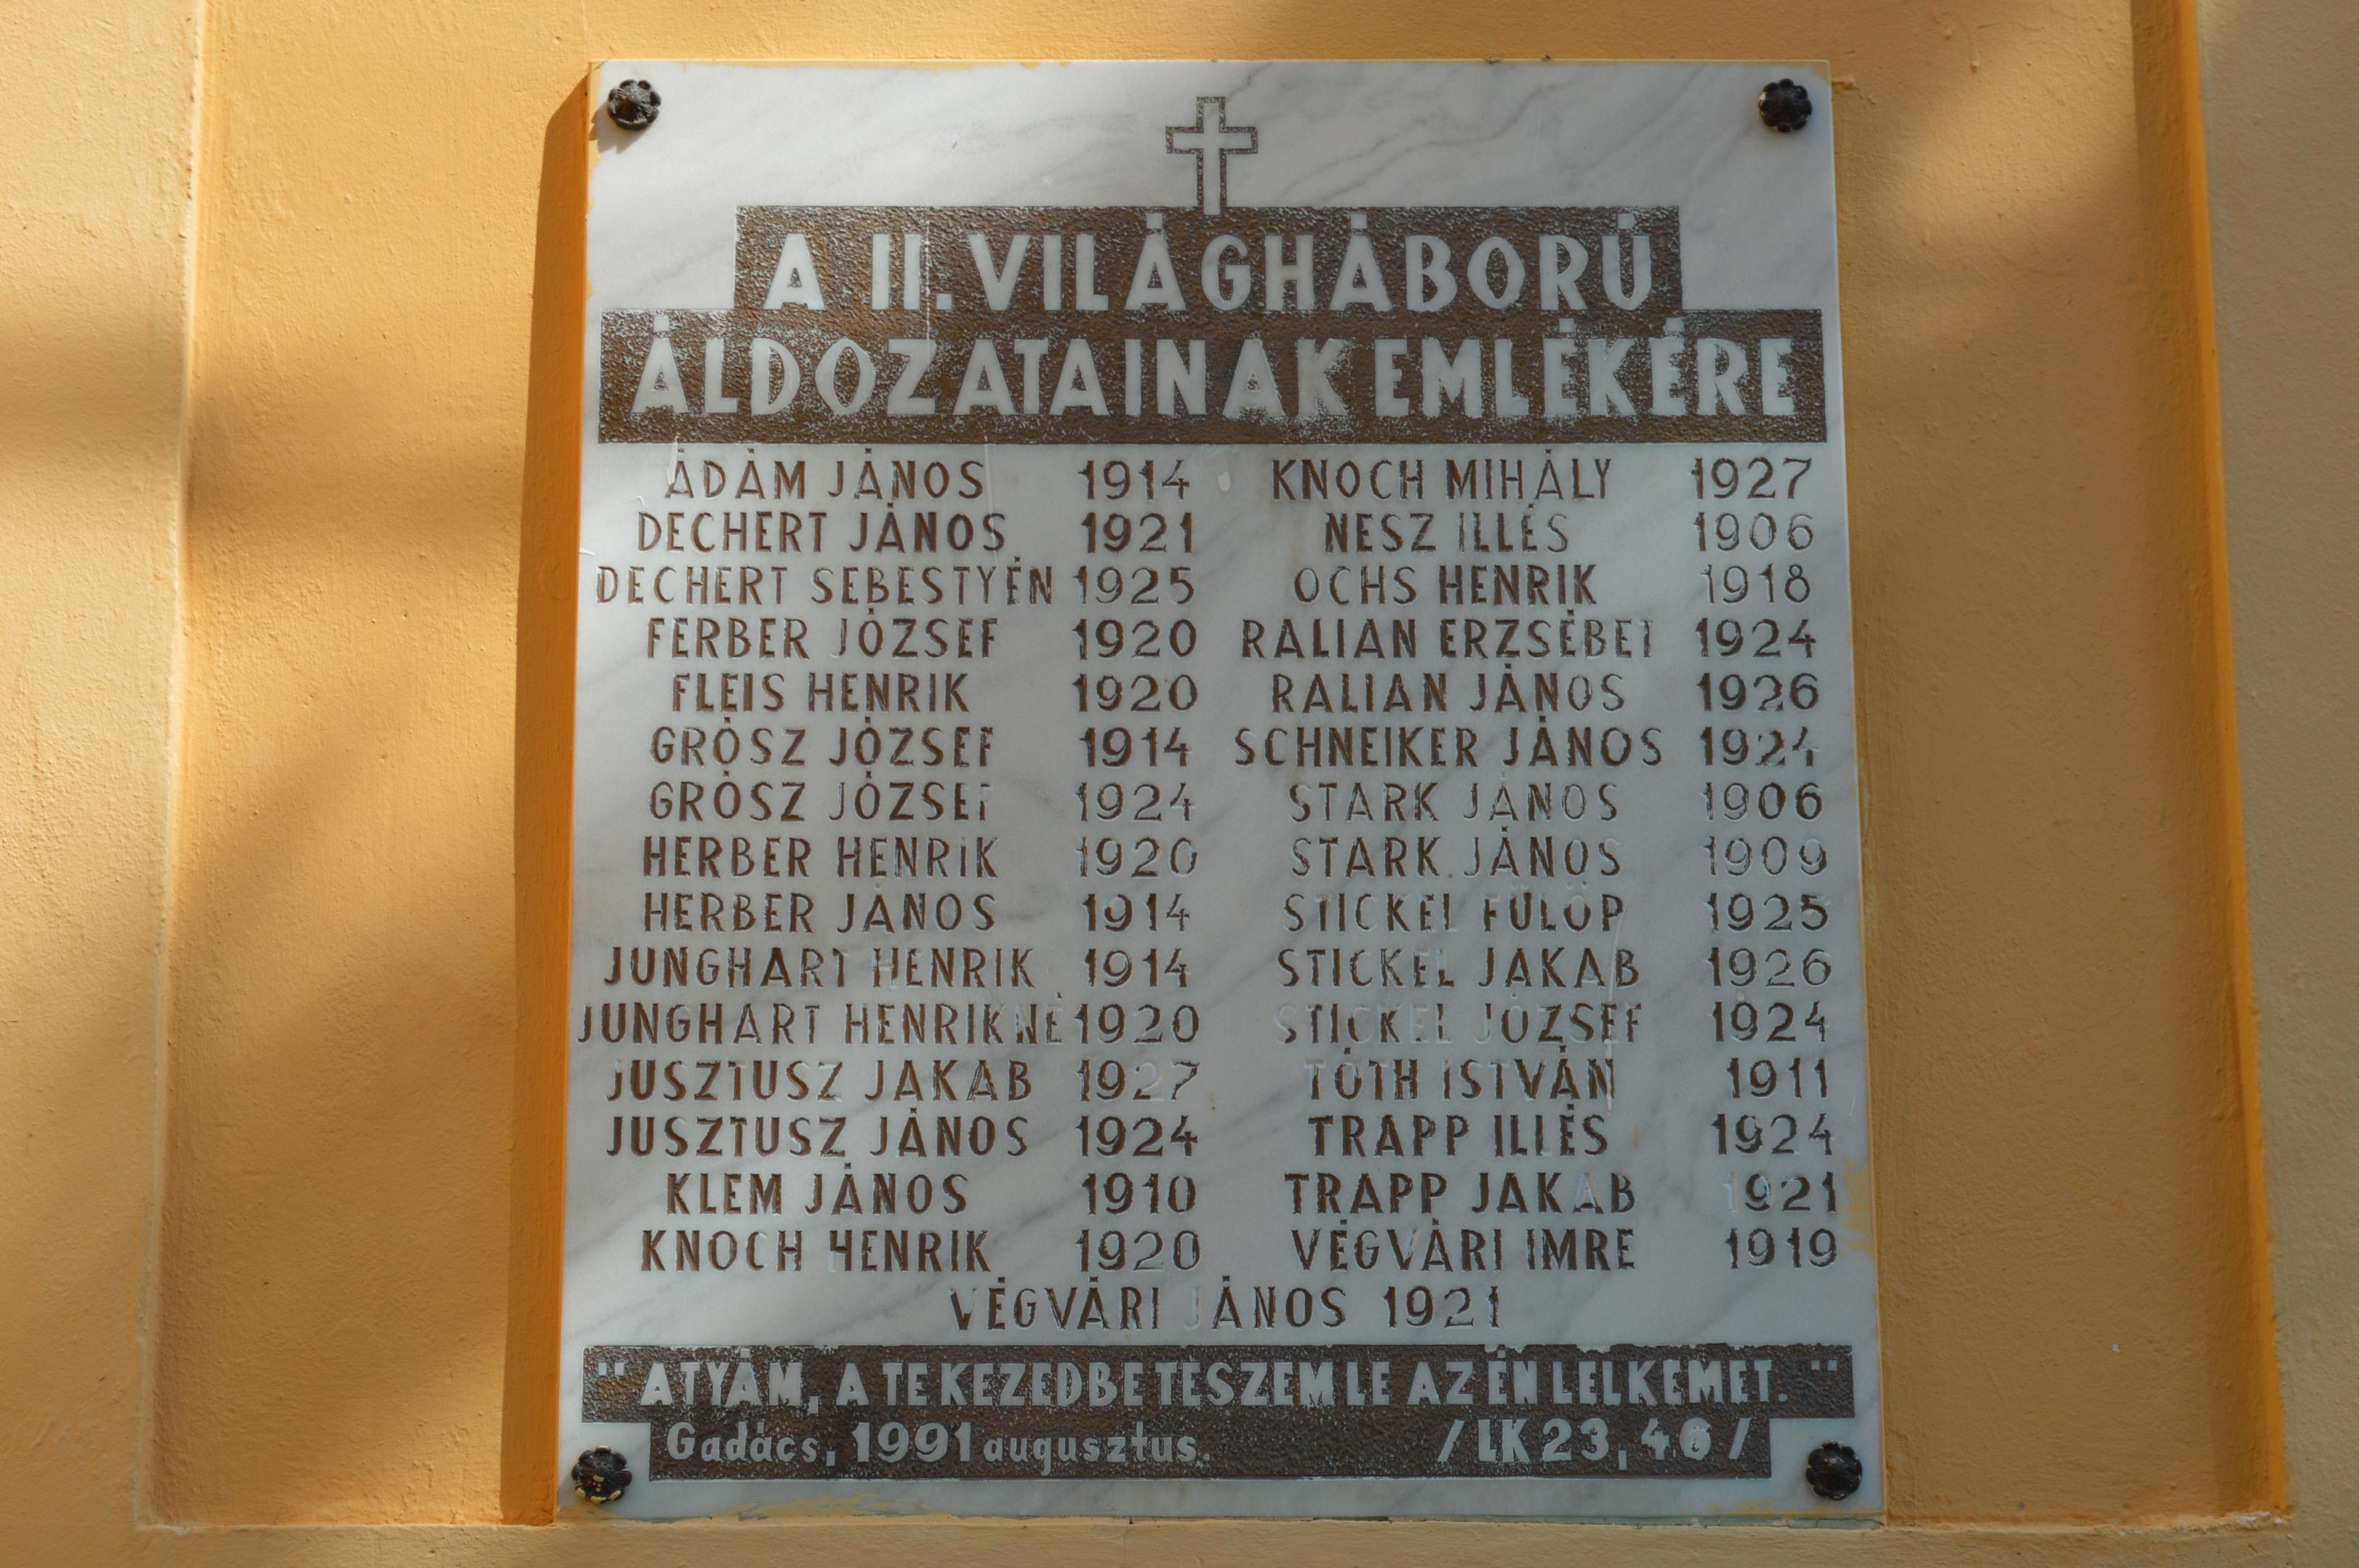 A II. VILÁGHÁBORÚ
ÁLDOZATAINAK EMLÉKÉRE
ÁDÁM JÁNOS 1914 KNOCH MIHÁLY 1927
DECHERT JÁNOS 1921 NESZ ILLÉS 1906
DECHERT SEBESTYÉN 1925 OCHS HENRIK 1918
FERBER JÓZSEF 1920 RALIAN ERZSÉBET 1924
FLEIS HENRIK 1920 RALIAN JÁNOS 1926
GRÓSZ JÓZSEF 1914 SCHNEIKER JÁNOS 1924
GRÓSZ JÓZSEF 1924 STARK JÁNOS 1906
HERBER HENRIK 1920 STARK JÁNOS 1909
HERBER JÁNOS 1914 STICKEL FÜLÖP 1925
JUNGHART HENRIK 1914 STICKEL JAKAB 1926
JUNGHART HENRIKNÉ 1920 STICKEL JÓZSEF 1924
JUSZTUSZ JAKAB 1927 TÓTH ISTVÁN 1911
JUSZTUSZ JÁNOS 1924 TRAPP ILLÉS 1924
KLEM JÁNOS 1910 TRAPP JAKAB 1921
KNOCH HENRIK 1920 VÉGVÁRI IMRE 1919
VÉGVÁRI JÁNOS 1921
"ATYÁM, A TE KEZEDBE TESZEM LE AZ ÉN LELKEMET."
Gadács, 1991 augusztus. /LK 23, 46/